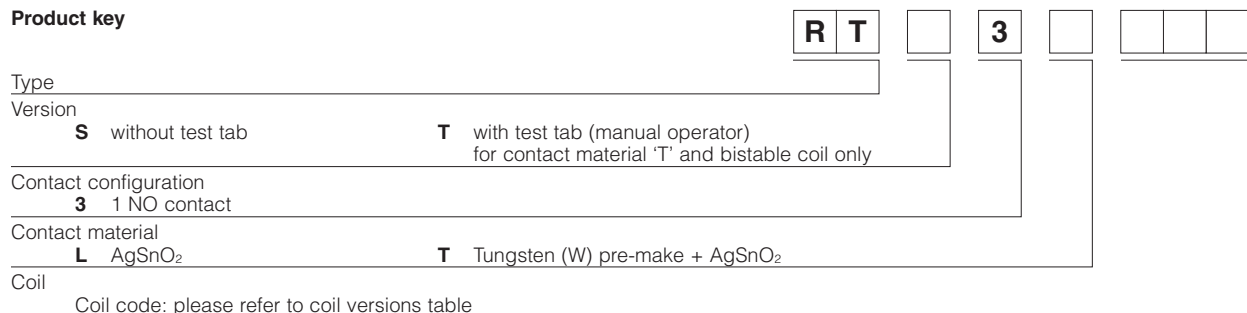 Product key RT 3
Type
Version
S without test tab T with test tab (manual operator)
for contact material ‘T’ and bistable coil only
Contact configuration
3 1 NO contact
Contact material
L AgSnO₂ T Tungsten (W) pre-make + AgSnO₂
Coil
Coil code: please refer to coil versions table